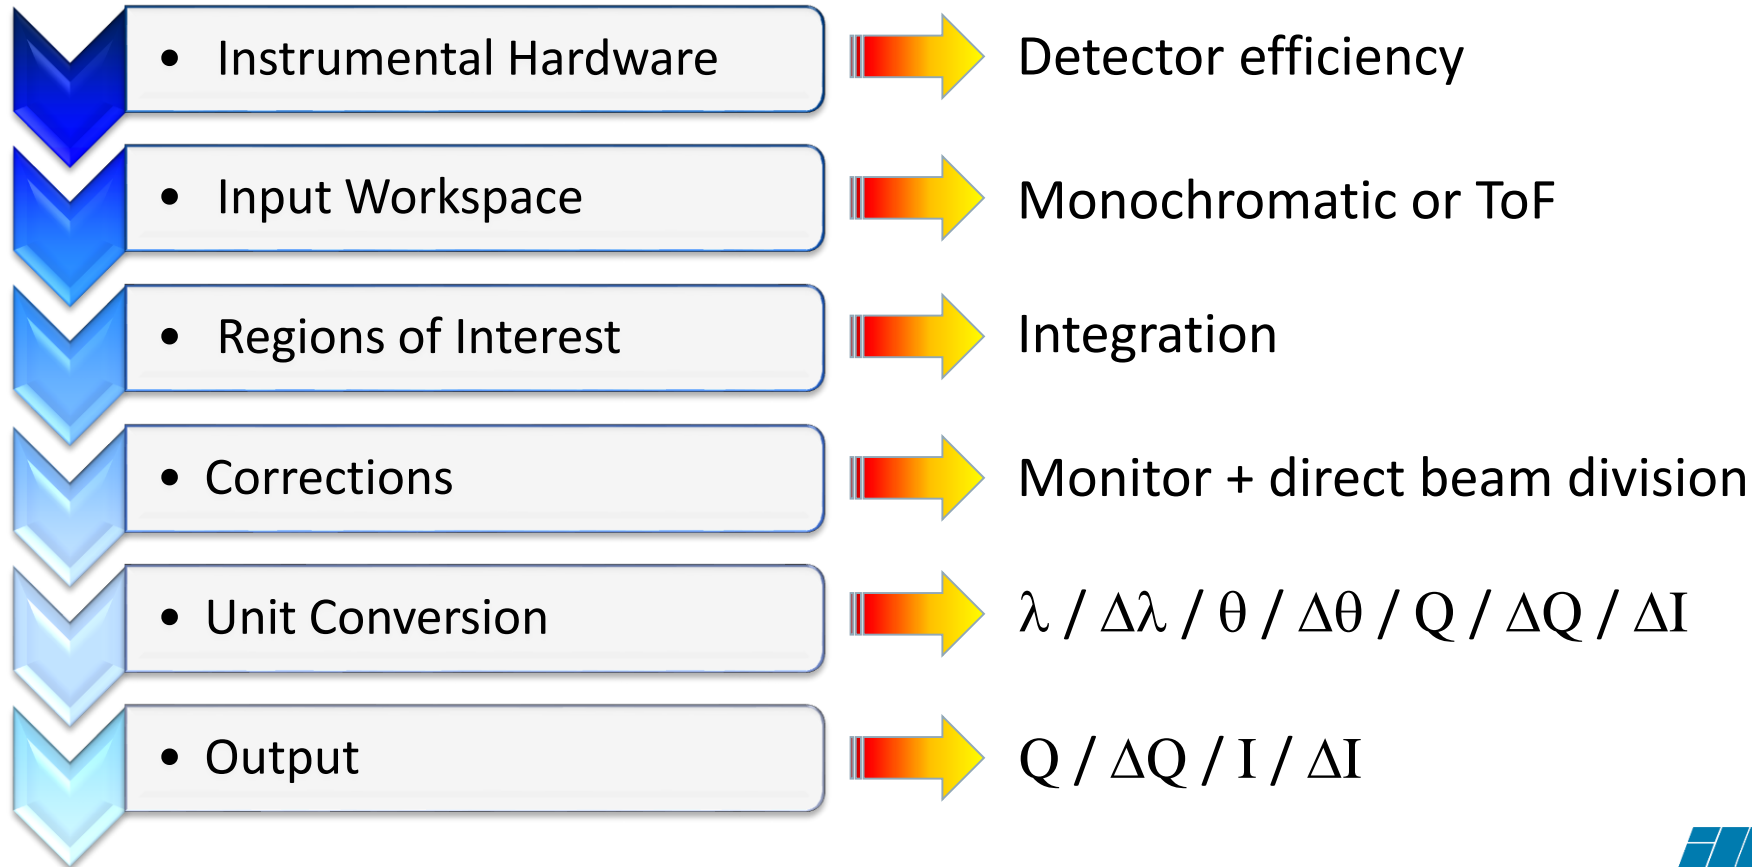 • Instrumental Hardware
Detector efficiency
• Input Workspace
Monochromatic or ToF
• Regions of Interest
Integration
• Corrections
Monitor + direct beam division
• Unit Conversion
λ / Δλ / θ / Δθ / Q / ΔQ / ΔI
• Output
Q / ΔQ / I / ΔI